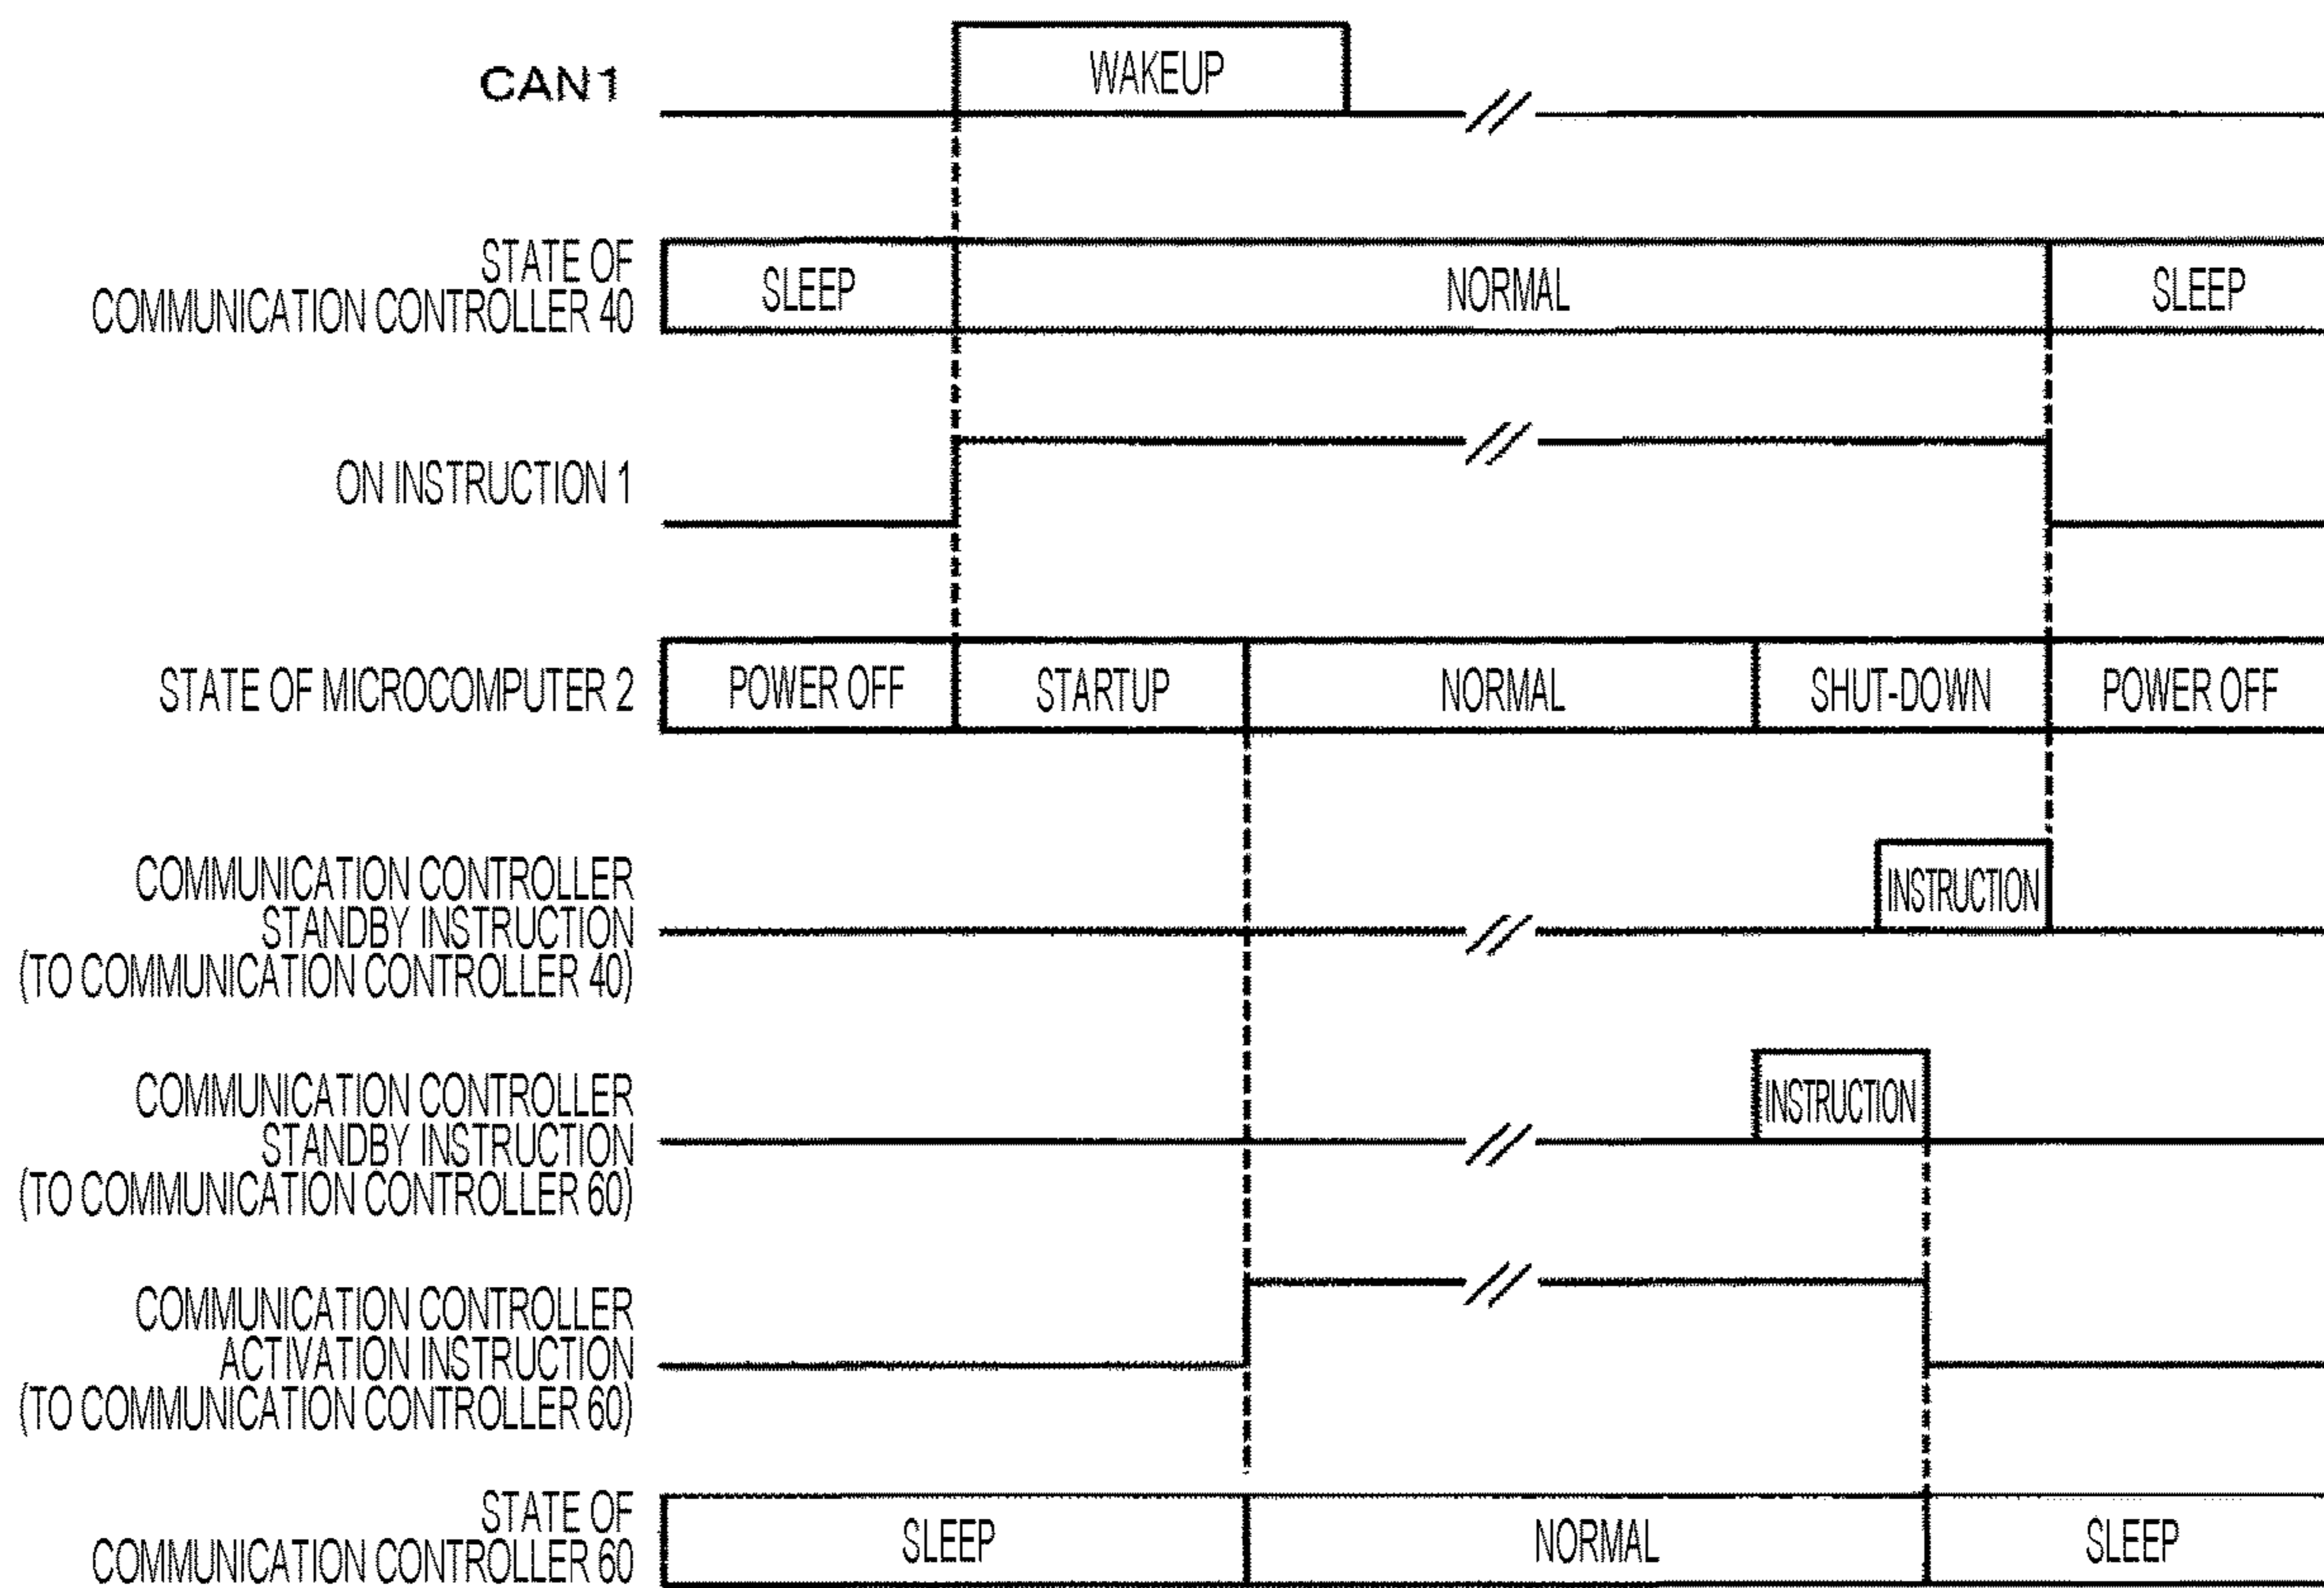 CAN1
WAKEUP
STATE OF
COMMUNICATION CONTROLLER 40
SLEEP
NORMAL
SLEEP
ON INSTRUCTION 1
STATE OF MICROCOMPUTER 2
POWER OFF
STARTUP
NORMAL
SHUT-DOWN
POWER OFF
COMMUNICATION CONTROLLER
STANDBY INSTRUCTION
(TO COMMUNICATION CONTROLLER 40)
INSTRUCTION
COMMUNICATION CONTROLLER
STANDBY INSTRUCTION
(TO COMMUNICATION CONTROLLER 60)
INSTRUCTION
COMMUNICATION CONTROLLER
ACTIVATION INSTRUCTION
(TO COMMUNICATION CONTROLLER 60)
STATE OF
COMMUNICATION CONTROLLER 60
SLEEP
NORMAL
SLEEP